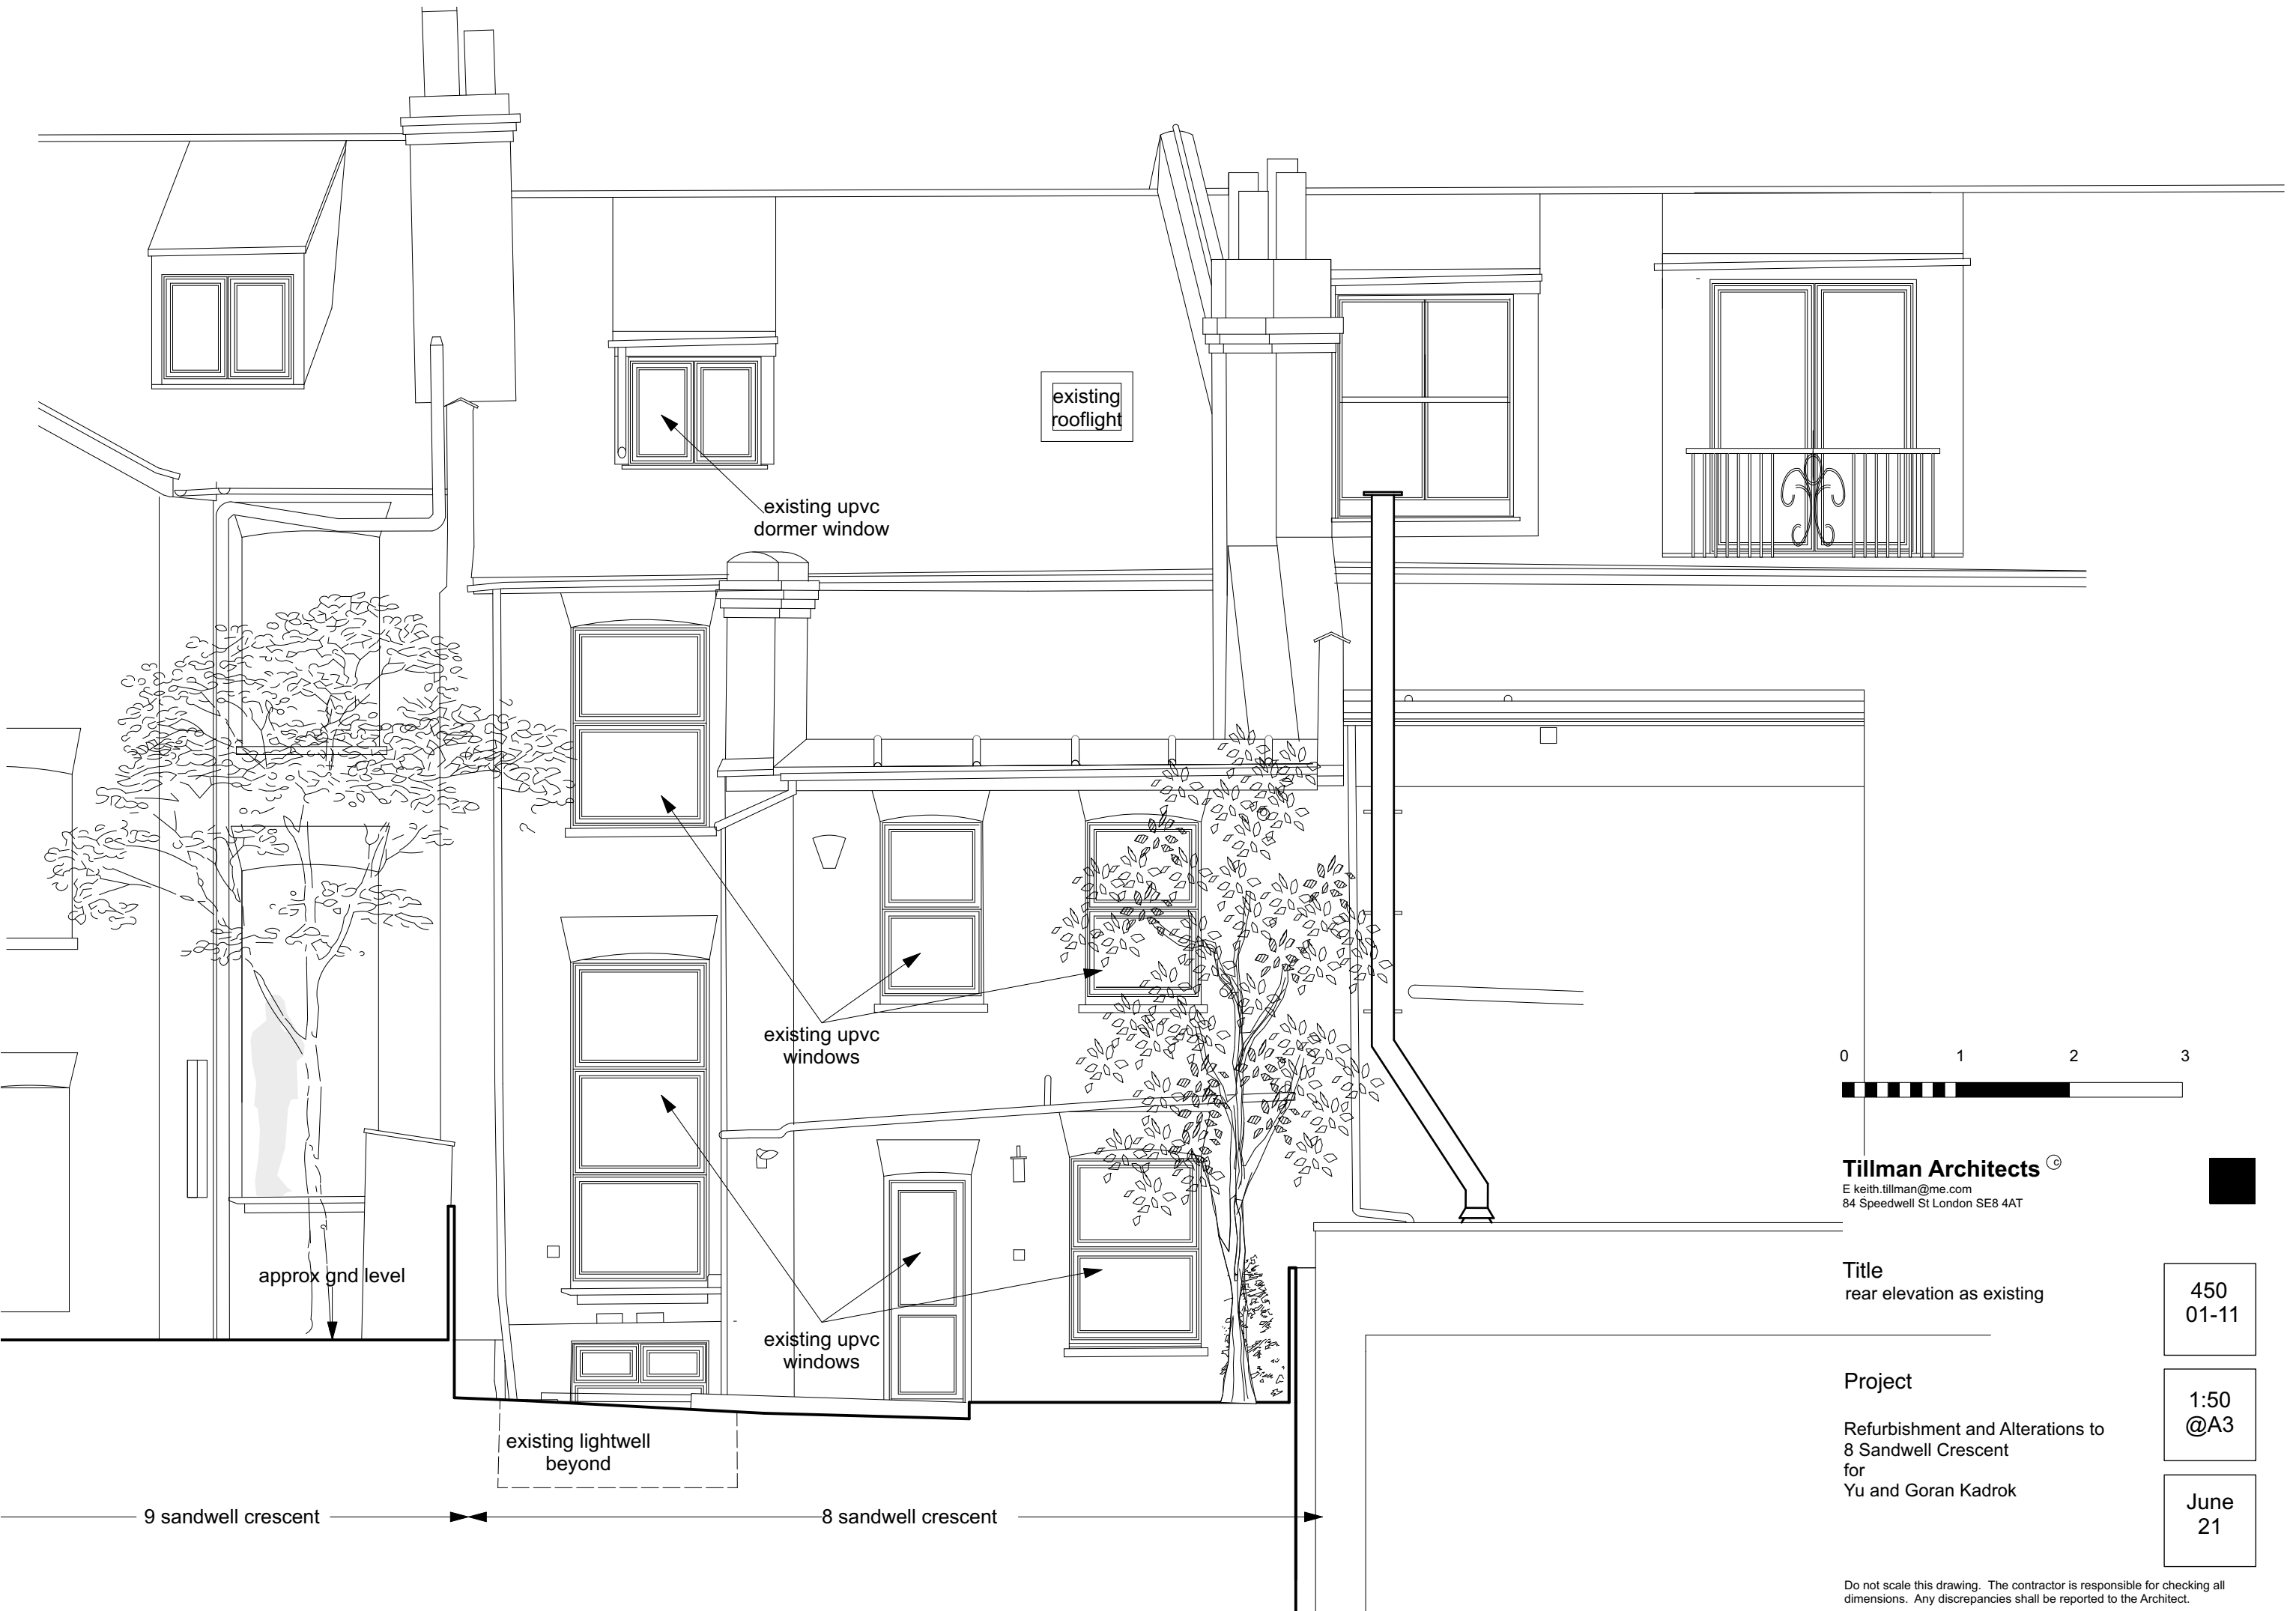 existing
rooflight
existing upvc
dormer window
existing upvc
windows
approx gnd level
existing upvc
windows
existing lightwell
beyond
9 sandwell crescent
8 sandwell crescent
0 1 2 3
Tillman Architects ©
E keith.tillman@me.com
84 Speedwell St London SE8 4AT
Title
rear elevation as existing
450
01-11
Project
Refurbishment and Alterations to
8 Sandwell Crescent
for
Yu and Goran Kadrok
1:50
@A3
June
21
Do not scale this drawing. The contractor is responsible for checking all
dimensions. Any discrepancies shall be reported to the Architect.